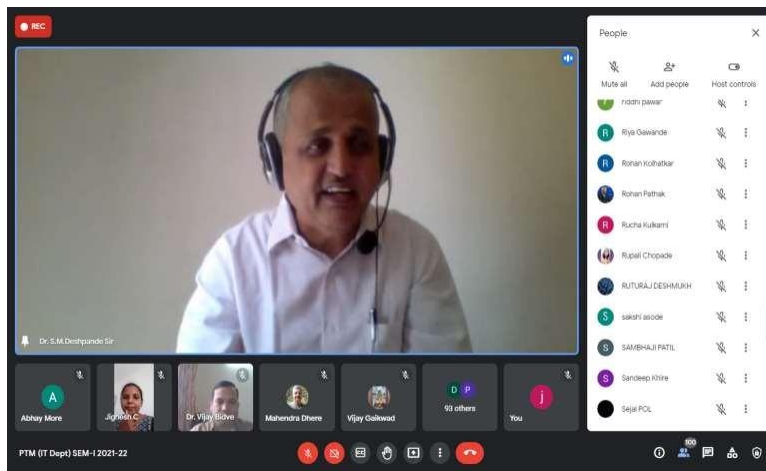 REC
Dr. S.M.Deshpande Sir
Abhay More
Jighesh C
Dr. Vijay Bidve
Mahendra Dhere
Vijay Gaikwad
A
D P
93 others
j
You
PTM (IT Dept) SEM-I 2021-22
CC
100
People
Mute all
Add people
Host controls
riddhi pawar
R Riya Gawande
R Rohan Kolhatkar
Rohan Pathak
R Rucha Kulkarni
Rupali Chopade
RUTURAJ DESHMUKH
S sakshi asode
S SAMBHAJI PATIL
S Sandeep Khire
Sejal POL